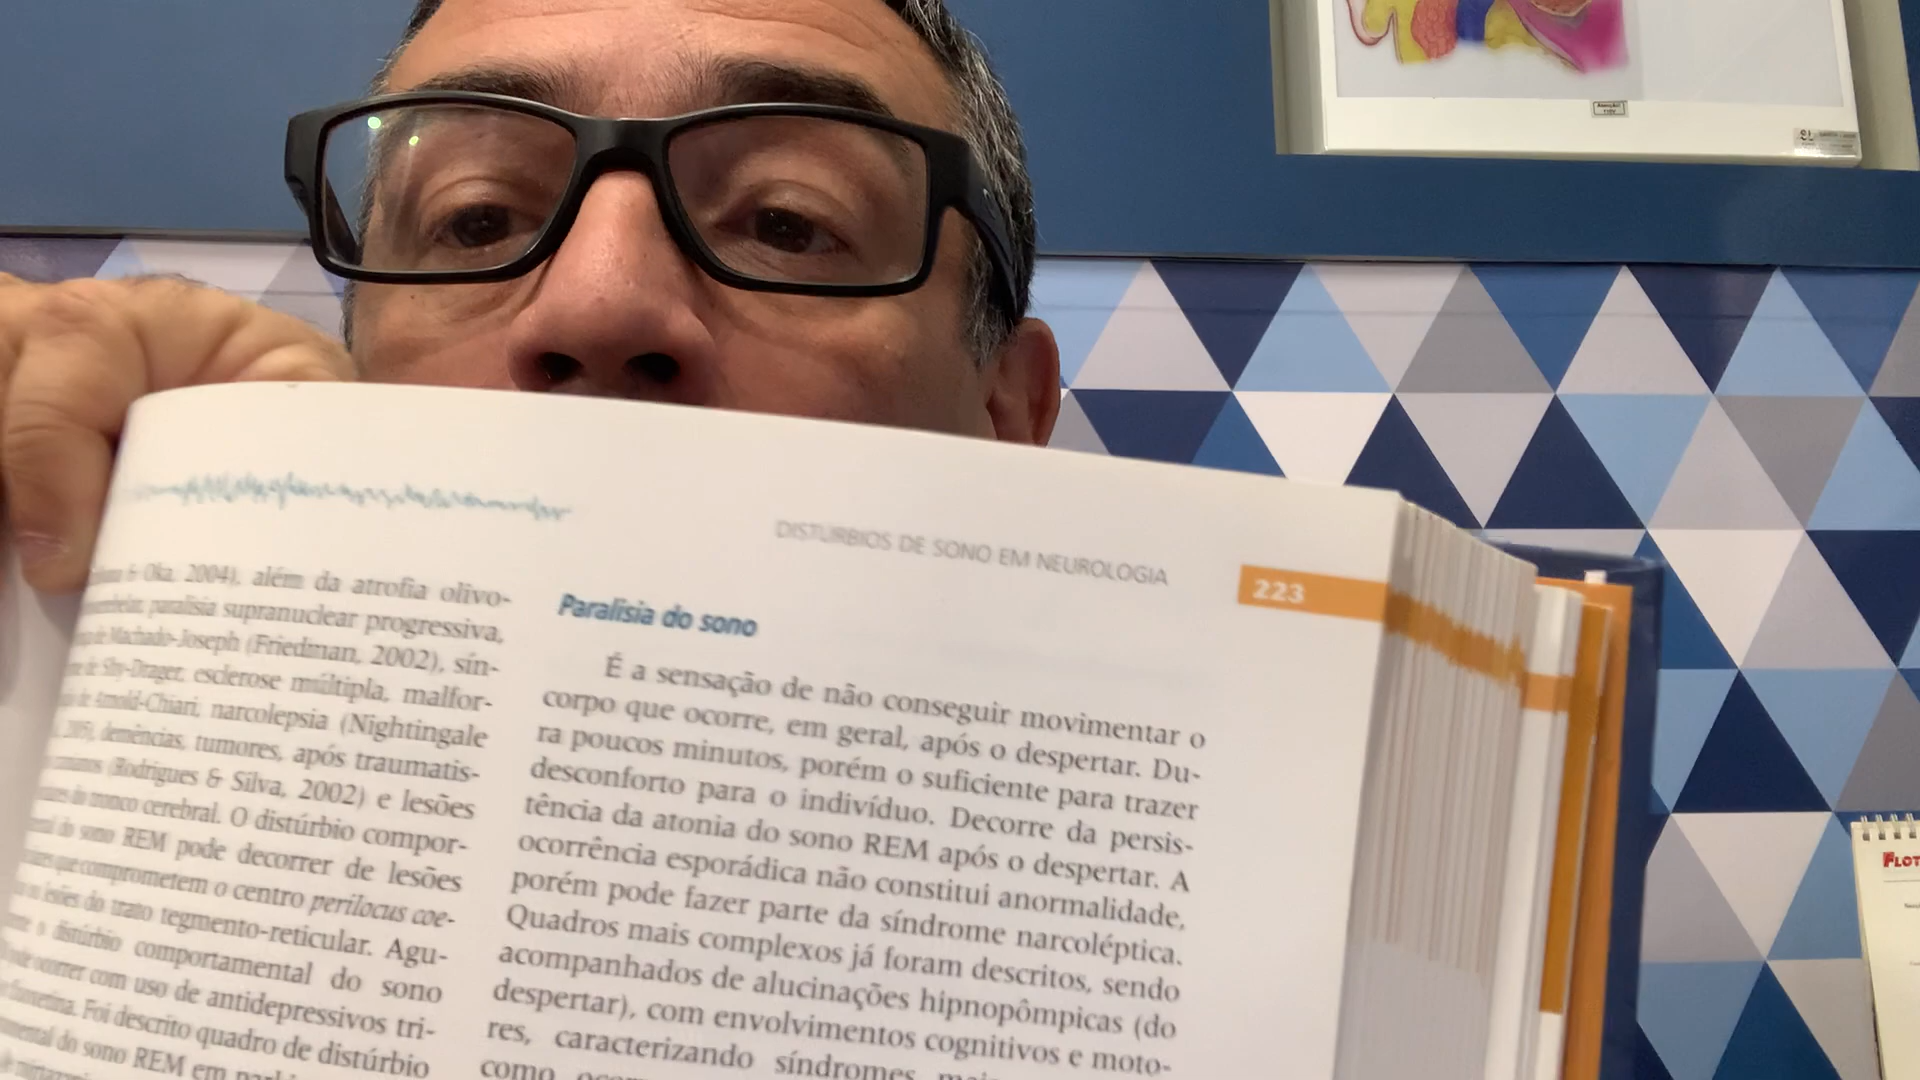 DISTÚRBIOS DE SONO EM NEUROLOGIA
223
& Oka, 2004), além da atrofia olivo-
paralisia supranuclear progressiva,
de Machado-Joseph (Friedman, 2002), sín-
de Shy-Drager, esclerose múltipla, malfor-
de Arnold-Chiari, narcolepsia (Nightingale
demências, tumores, após traumatis-
(Rodrigues & Silva, 2002) e lesões
do tronco cerebral. O distúrbio compor-
do sono REM pode decorrer de lesões
que comprometem o centro perilocus coe-
ou lesões do trato tegmento-reticular. Agu-
o distúrbio comportamental do sono
ocorrer com uso de antidepressivos tri-
Foi descrito quadro de distúrbio
do sono REM em
Paralisia do sono
É a sensação de não conseguir movimentar o
corpo que ocorre, em geral, após o despertar. Du-
ra poucos minutos, porém o suficiente para trazer
desconforto para o indivíduo. Decorre da persis-
tência da atonia do sono REM após o despertar. A
ocorrência esporádica não constitui anormalidade,
porém pode fazer parte da síndrome narcoléptica.
Quadros mais complexos já foram descritos, sendo
acompanhados de alucinações hipnopômpicas (do
despertar), com envolvimentos cognitivos e moto-
res, caracterizando síndromes
como
Atenção!
110V
FLOT